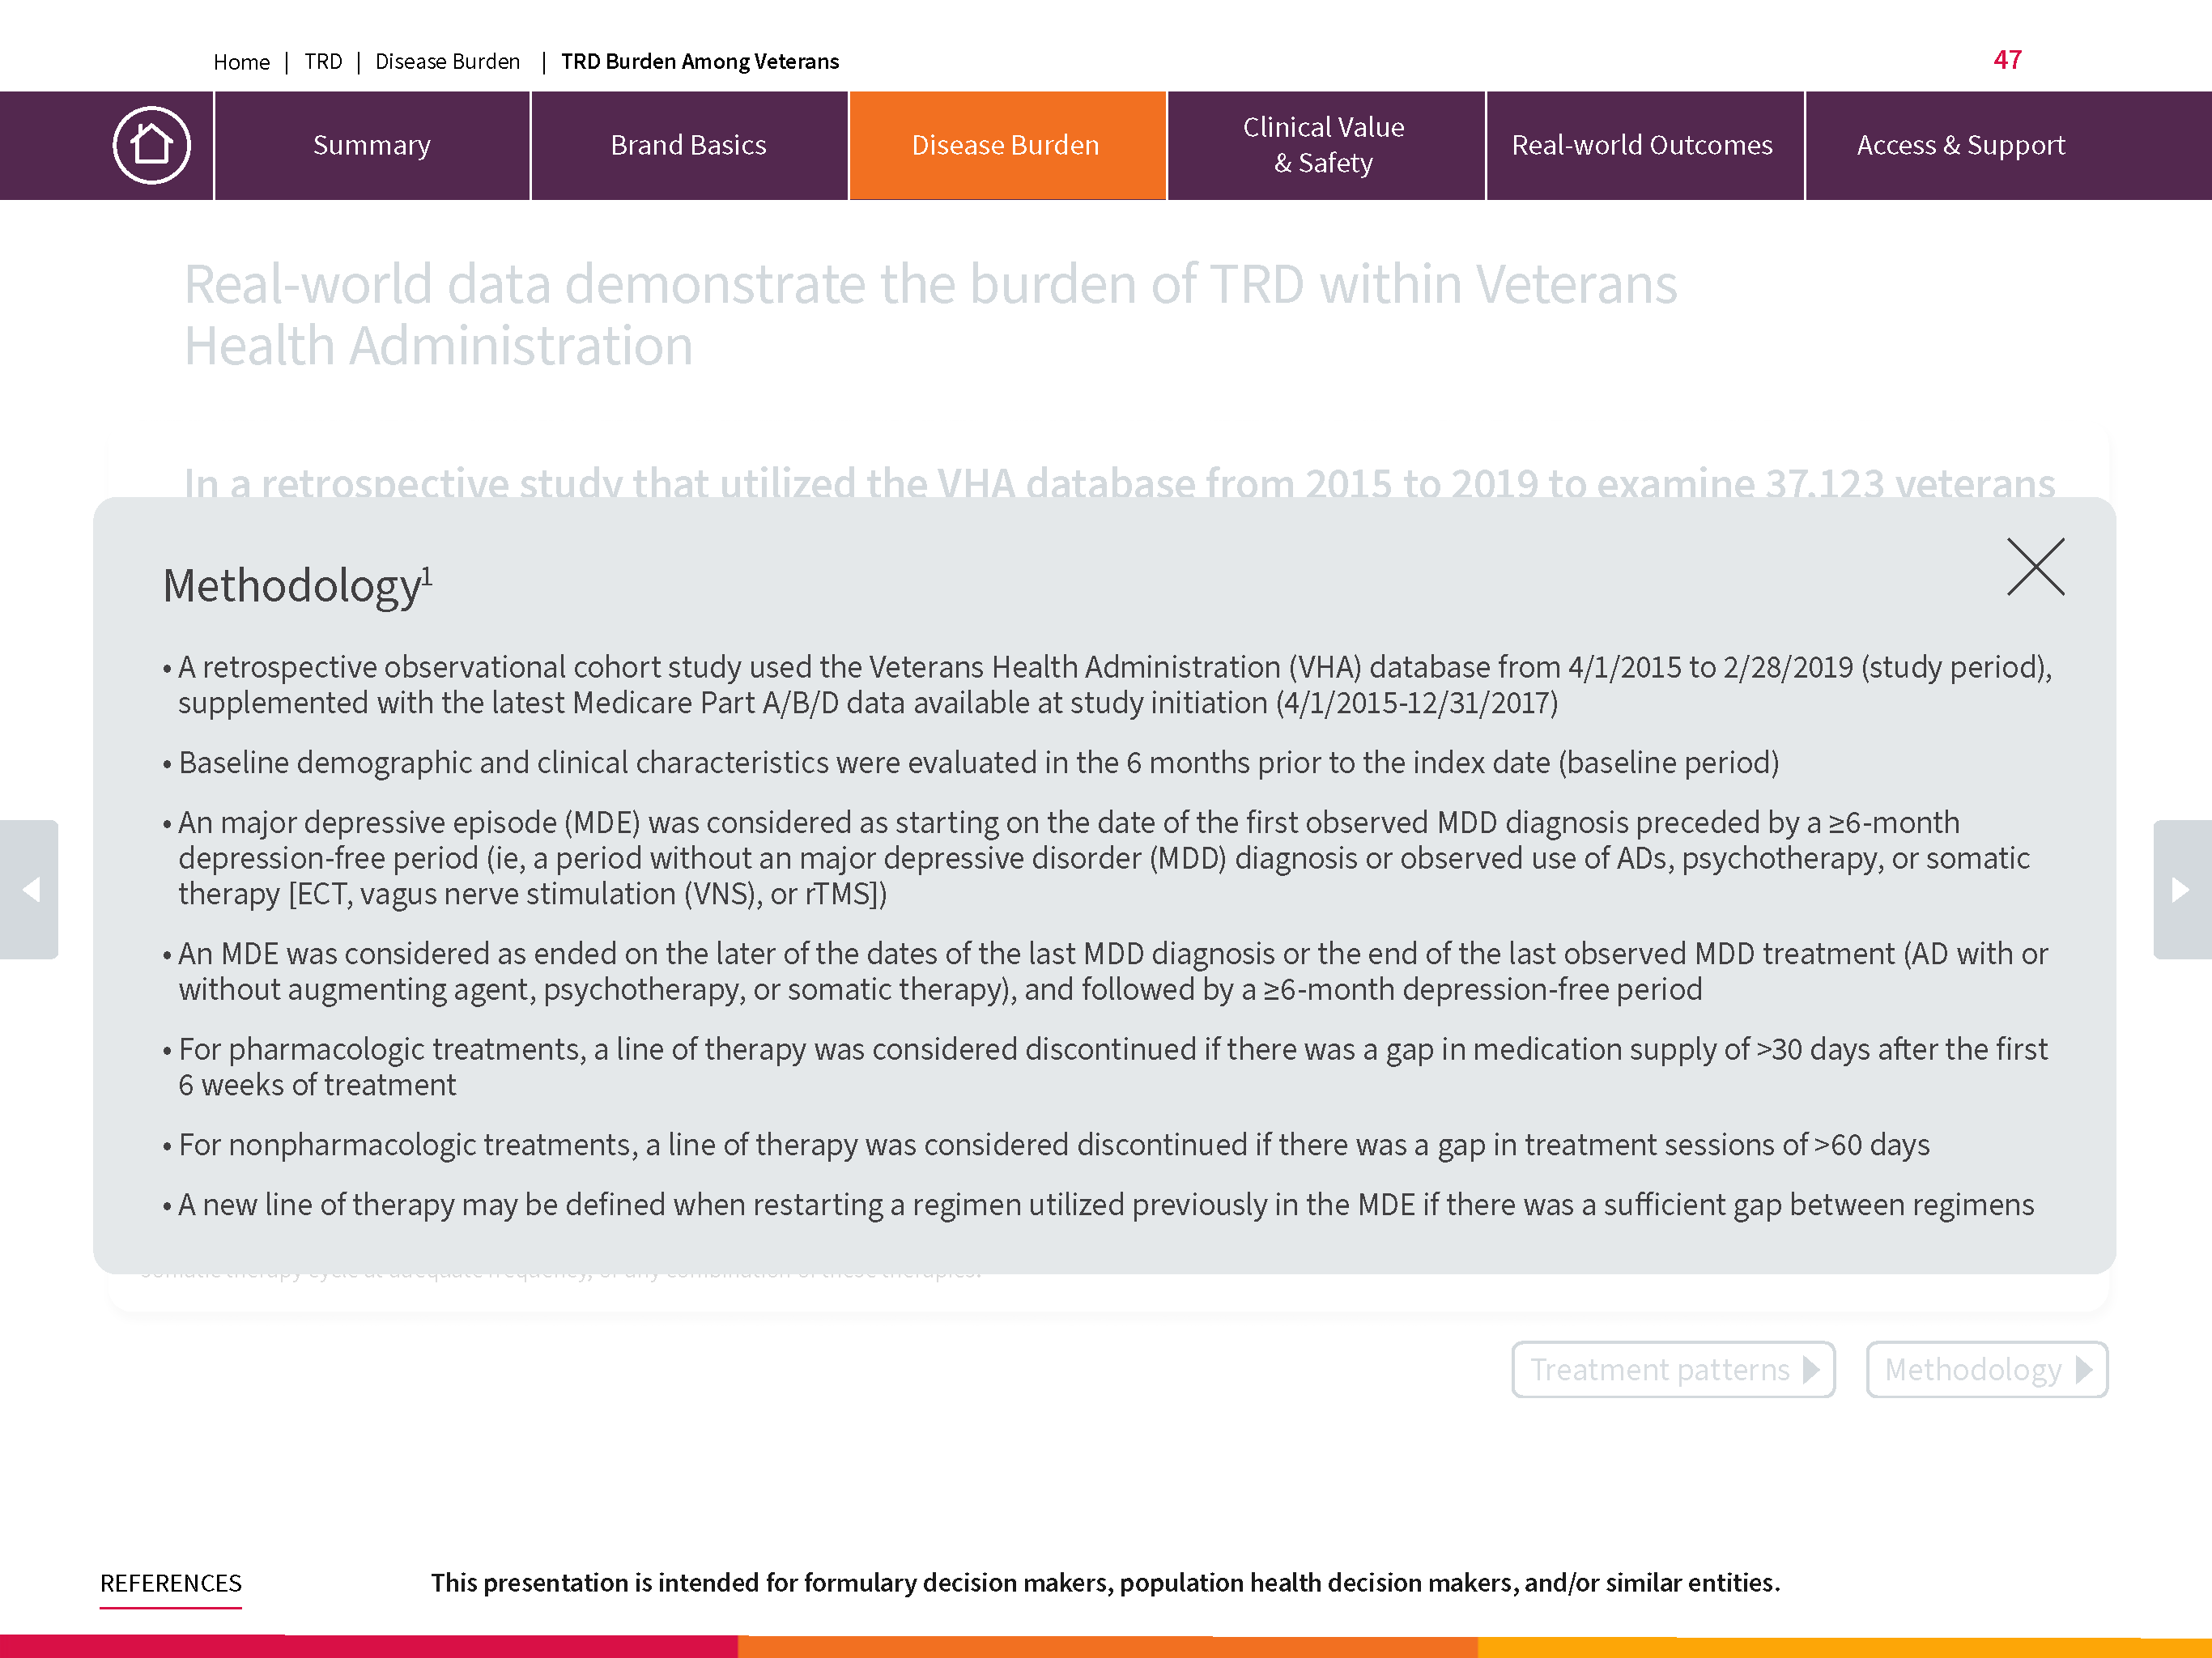 Home | TRD | Disease Burden | TRD Burden Among Veterans
47
Summary
Brand Basics
Disease Burden
Clinical Value
& Safety
Real-world Outcomes
Access & Support
Real-world data demonstrate the burden of TRD within Veterans
Health Administration
In a retrospective study that utilized the VHA database from 2015 to 2019 to examine 37,123 veterans
Methodology1
• A retrospective observational cohort study used the Veterans Health Administration (VHA) database from 4/1/2015 to 2/28/2019 (study period),
supplemented with the latest Medicare Part A/B/D data available at study initiation (4/1/2015-12/31/2017)
• Baseline demographic and clinical characteristics were evaluated in the 6 months prior to the index date (baseline period)
• An major depressive episode (MDE) was considered as starting on the date of the first observed MDD diagnosis preceded by a ≥6-month
depression-free period (ie, a period without an major depressive disorder (MDD) diagnosis or observed use of ADs, psychotherapy, or somatic
therapy [ECT, vagus nerve stimulation (VNS), or rTMS])
• An MDE was considered as ended on the later of the dates of the last MDD diagnosis or the end of the last observed MDD treatment (AD with or
without augmenting agent, psychotherapy, or somatic therapy), and followed by a ≥6-month depression-free period
• For pharmacologic treatments, a line of therapy was considered discontinued if there was a gap in medication supply of >30 days after the first
6 weeks of treatment
• For nonpharmacologic treatments, a line of therapy was considered discontinued if there was a gap in treatment sessions of >60 days
• A new line of therapy may be defined when restarting a regimen utilized previously in the MDE if there was a sufficient gap between regimens
somatic therapy cycle at adequate frequency, or any combination of these therapies.
Treatment patterns
Methodology
REFERENCES
This presentation is intended for formulary decision makers, population health decision makers, and/or similar entities.